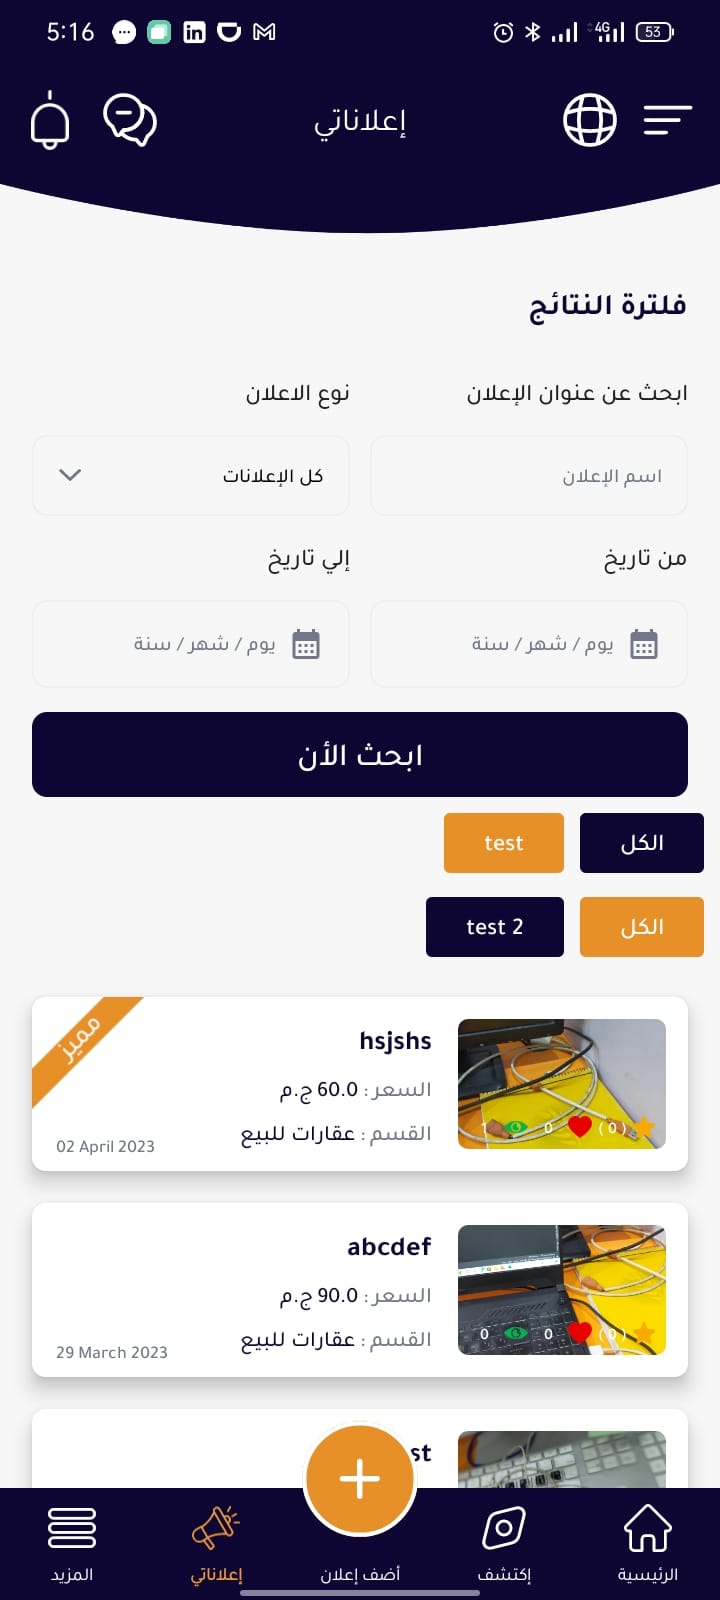 5:16
4G
53
إعلاناتي
فلترة النتائج
ابحث عن عنوان الإعلان
نوع الاعلان
اسم الإعلان
كل الإعلانات
من تاريخ
إلي تاريخ
يوم / شهر / سنة
يوم / شهر / سنة
ابحث الأن
الكل
test
الكل
test 2
مميز
hsjshs
السعر : 60.0 ج.م
القسم : عقارات للبيع
02 April 2023
1 0 (0)
abcdef
السعر : 90.0 ج.م
القسم : عقارات للبيع
29 March 2023
0 0 (0)
st
الرئيسية
إكتشف
أضف إعلان
إعلاناتي
المزيد